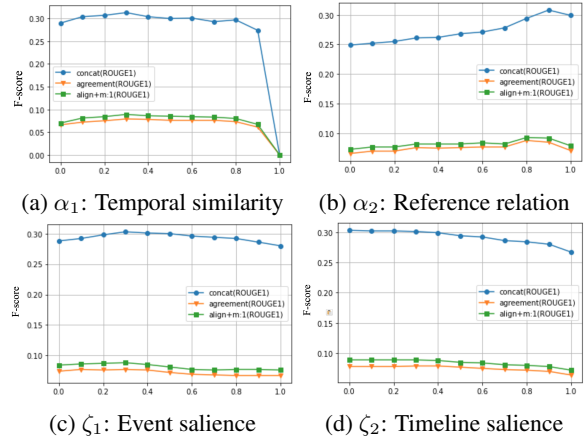 0.30
0.25
0.20
0.15
0.10
0.05
0.00
F-score
concat(ROUGE1)
agreement(ROUGE1)
align+m:1(ROUGE1)
0.0 0.2 0.4 0.6 0.8 1.0
(a) α₁: Temporal similarity
0.30
0.25
0.20
0.15
0.10
F-score
concat(ROUGE1)
agreement(ROUGE1)
align+m:1(ROUGE1)
0.0 0.2 0.4 0.6 0.8 1.0
(b) α₂: Reference relation
0.30
0.25
0.20
0.15
0.10
F-score
concat(ROUGE1)
agreement(ROUGE1)
align+m:1(ROUGE1)
0.0 0.2 0.4 0.6 0.8 1.0
(c) ζ₁: Event salience
0.30
0.25
0.20
0.15
0.10
F-score
concat(ROUGE1)
agreement(ROUGE1)
align+m:1(ROUGE1)
0.0 0.2 0.4 0.6 0.8 1.0
(d) ζ₂: Timeline salience